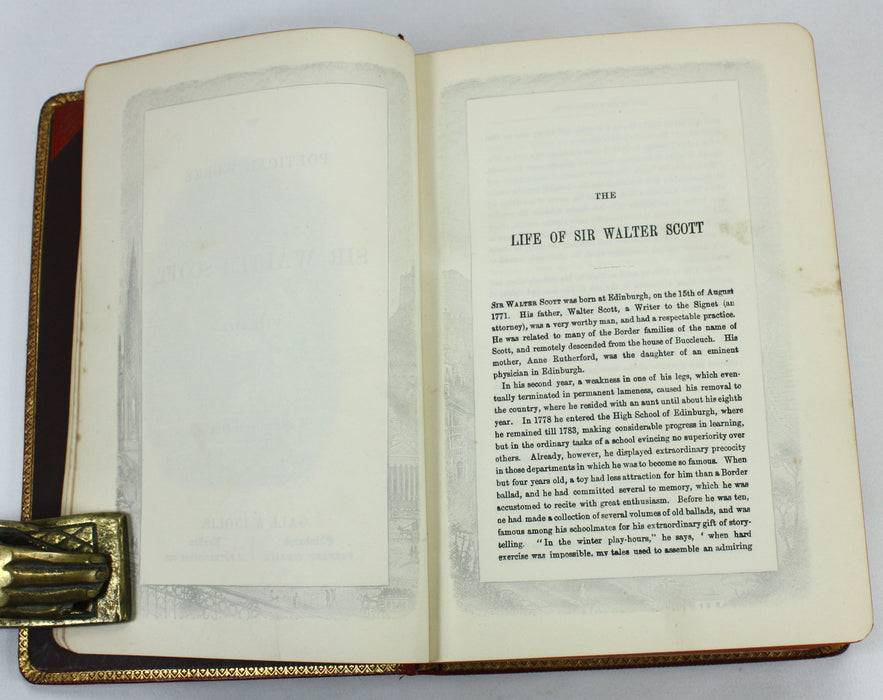 THE
LIFE OF SIR WALTER SCOTT
SIR WALTER SCOTT was born at Edinburgh, on the 15th of August
1771. His father, Walter Scott, a Writer to the Signet (an
attorney), was a very worthy man, and had a respectable practice.
He was related to many of the Border families of the name of
Scott, and remotely descended from the house of Buccleuch. His
mother, Anne Rutherford, was the daughter of an eminent
physician in Edinburgh.
In his second year, a weakness in one of his legs, which even-
tually terminated in permanent lameness, caused his removal to
the country, where he resided with an aunt until about his eighth
year. In 1778 he entered the High School of Edinburgh, where
he remained till 1783, making considerable progress in learning,
but in the ordinary tasks of a school evincing no superiority over
others. Already, however, he displayed extraordinary precocity
in those departments in which he was to become so famous. When
but four years old, a toy had less attraction for him than a Border
ballad, and he had committed several to memory, which he was
accustomed to recite with great enthusiasm. Before he was ten,
he had made a collection of several volumes of old ballads, and was
famous among his schoolmates for his extraordinary gift of story-
telling. "In the winter play-hours," he says, ' when hard
exercise was impossible, my tales used to assemble an admiring